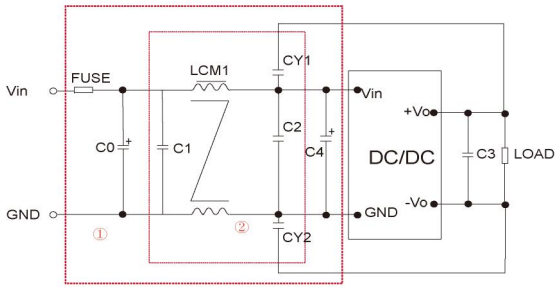 FUSE
LCM1
CY1
Vin
Vin
+Vo
C0
+
C1
C2
+
C4
DC/DC
C3
LOAD
-Vo
GND
GND
①
②
CY2